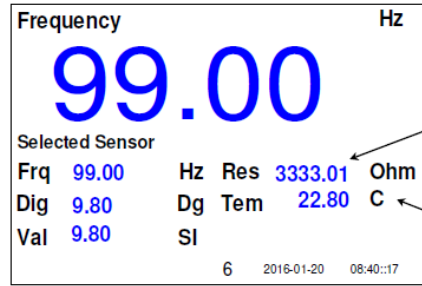 Frequency Hz
99.00
Selected Sensor
Frq 99.00 Hz Res 3333.01 Ohm
Dig 9.80 Dg Tem 22.80 C
Val 9.80 SI
6 2016-01-20 08:40::17